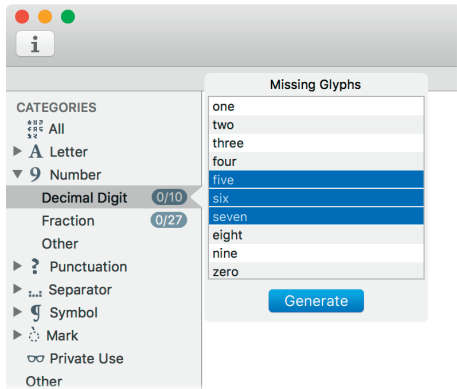 Missing Glyphs
CATEGORIES
All
Letter
Number
Decimal Digit 0/10
Fraction 0/27
Other
Punctuation
Separator
Symbol
Mark
Private Use
Other
one
two
three
four
five
six
seven
eight
nine
zero
Generate